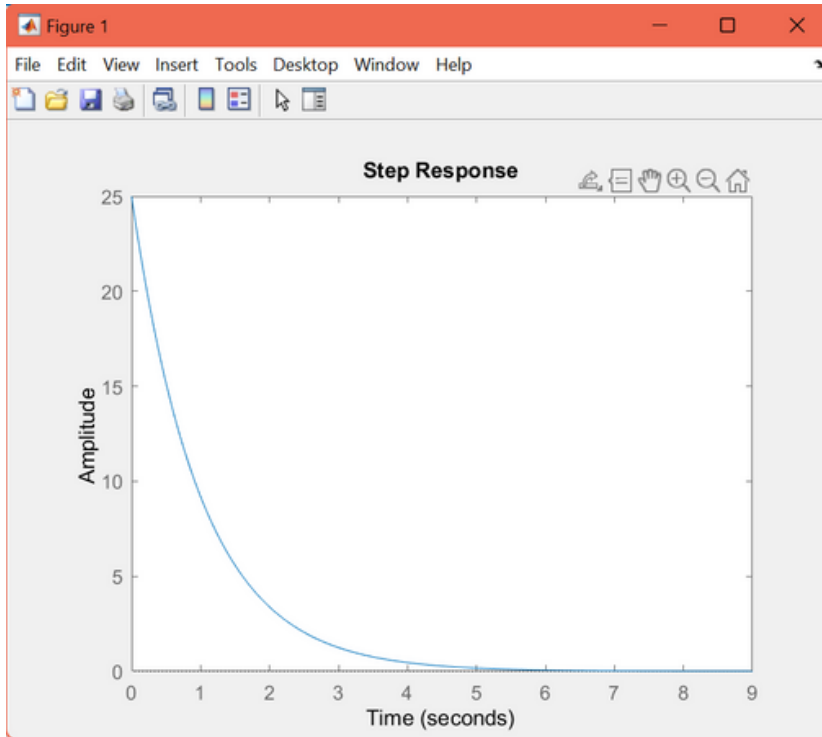 Figure 1
File Edit View Insert Tools Desktop Window Help
Step Response
25
20
15
10
5
0
Amplitude
0 1 2 3 4 5 6 7 8 9
Time (seconds)